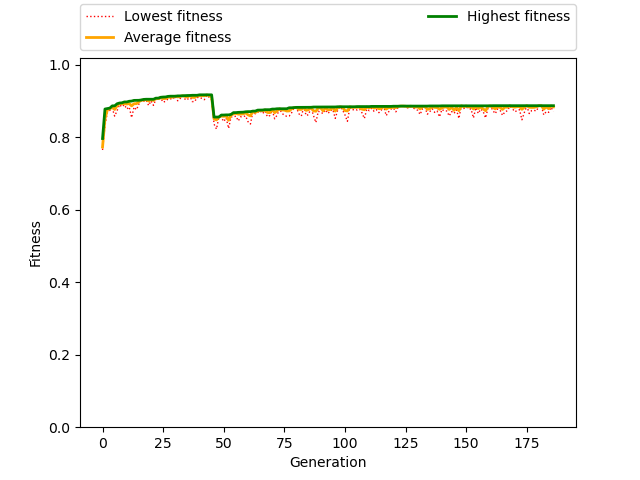 Lowest fitness
Average fitness
Highest fitness
1.0
0.8
0.6
0.4
0.2
0.0
Fitness
0 25 50 75 100 125 150 175
Generation